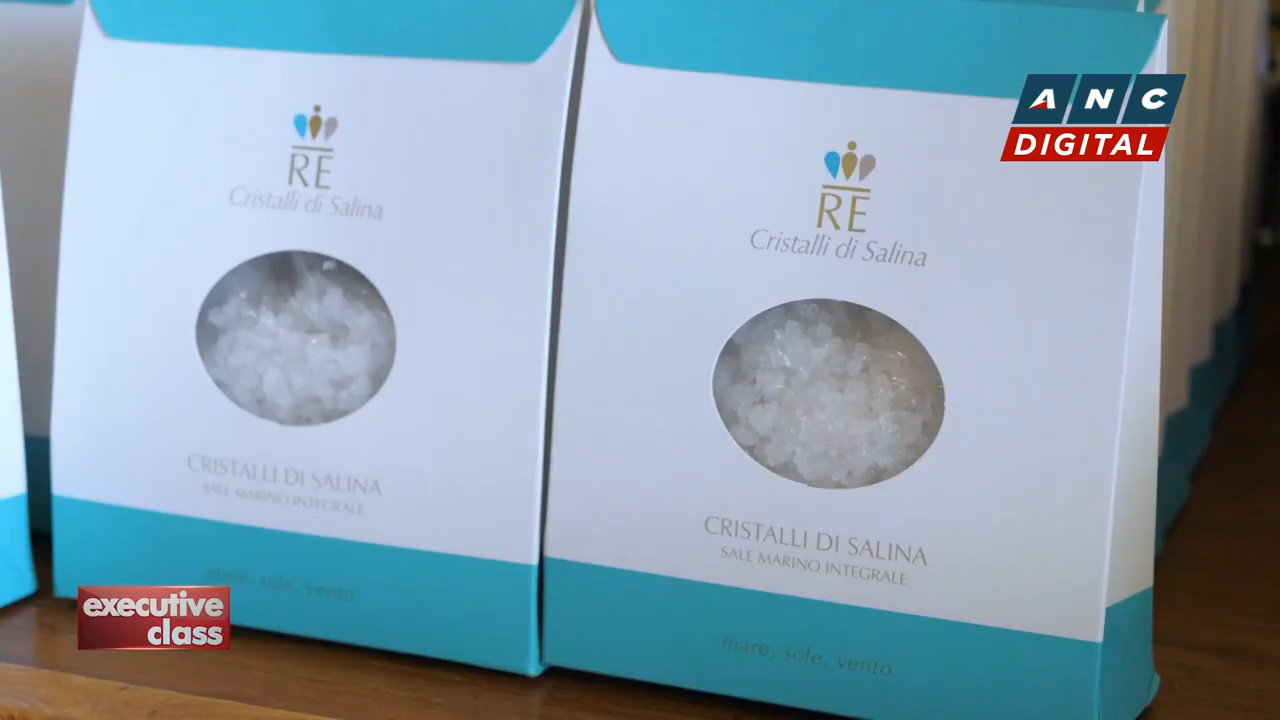 ANC
DIGITAL
RE
Cristalli di Salina
CRISTALLI DI SALINA
SALE MARINO INTEGRALE
mare, sole, vento
RE
Cristalli di Salina
CRISTALLI DI SALINA
SALE MARINO INTEGRALE
mare, sole, vento
executive
class